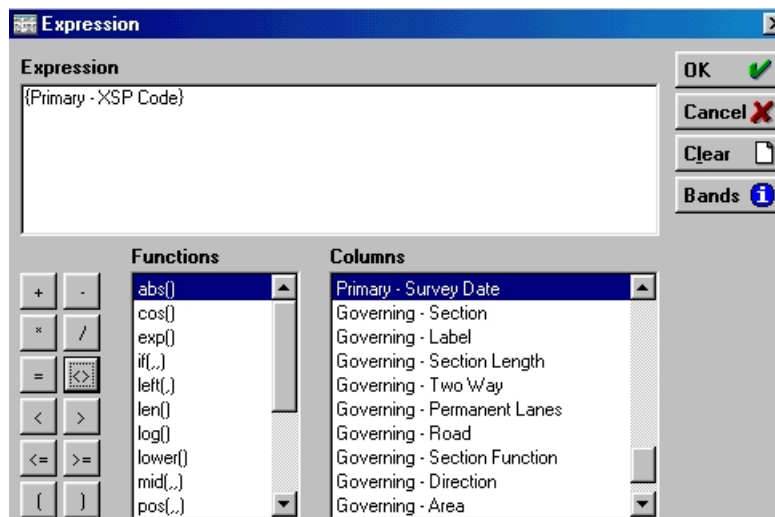 Expression
Expression
{Primary - XSP Code}
OK
Cancel
Clear
Bands
Functions
Columns
+ -
* /
= <>
< >
<= >=
( )
abs()
cos()
exp()
if(,,)
left(,)
len()
log()
lower()
mid(,,)
pos(,,)
Primary - Survey Date
Governing - Section
Governing - Label
Governing - Section Length
Governing - Two Way
Governing - Permanent Lanes
Governing - Road
Governing - Section Function
Governing - Direction
Governing - Area